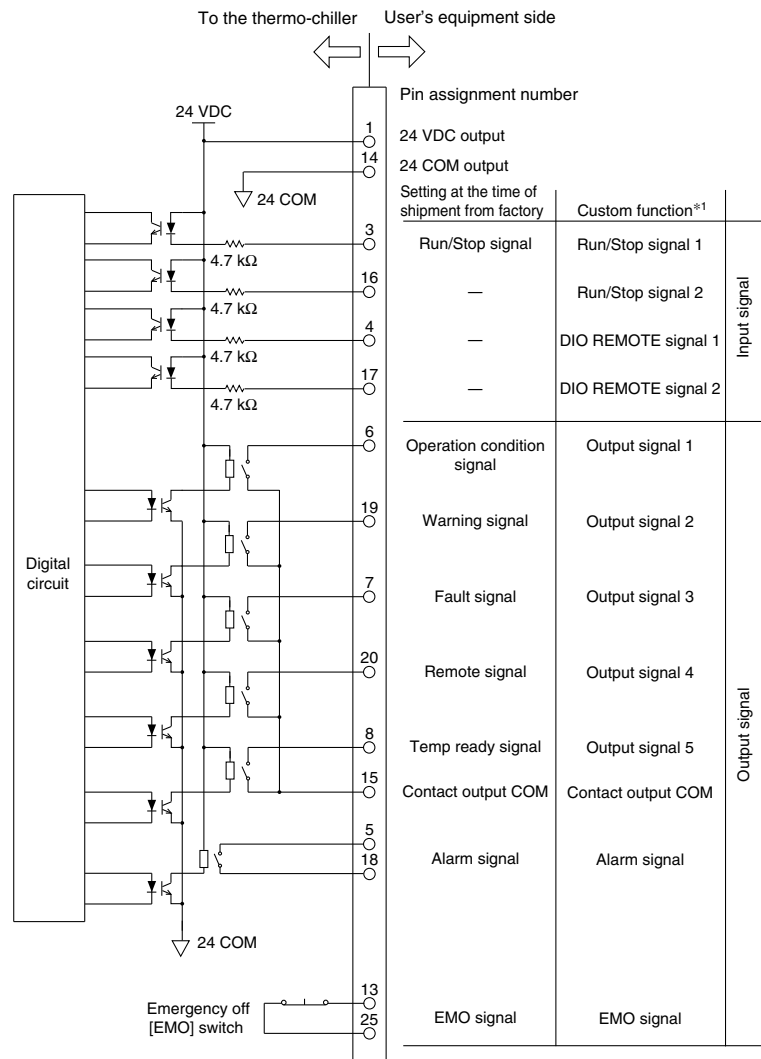 To the thermo-chiller User's equipment side
Pin assignment number
24 VDC
1 24 VDC output
14 24 COM output
24 COM
Setting at the time of shipment from factory Custom function*1
3 Run/Stop signal Run/Stop signal 1
4.7 kΩ
16 — Run/Stop signal 2
4.7 kΩ
4 — DIO REMOTE signal 1
4.7 kΩ
17 — DIO REMOTE signal 2
4.7 kΩ
Input signal
6 Operation condition signal Output signal 1
19 Warning signal Output signal 2
Digital circuit
7 Fault signal Output signal 3
20 Remote signal Output signal 4
8 Temp ready signal Output signal 5
15 Contact output COM Contact output COM
Output signal
5
18 Alarm signal Alarm signal
24 COM
13
Emergency off [EMO] switch
25 EMO signal EMO signal